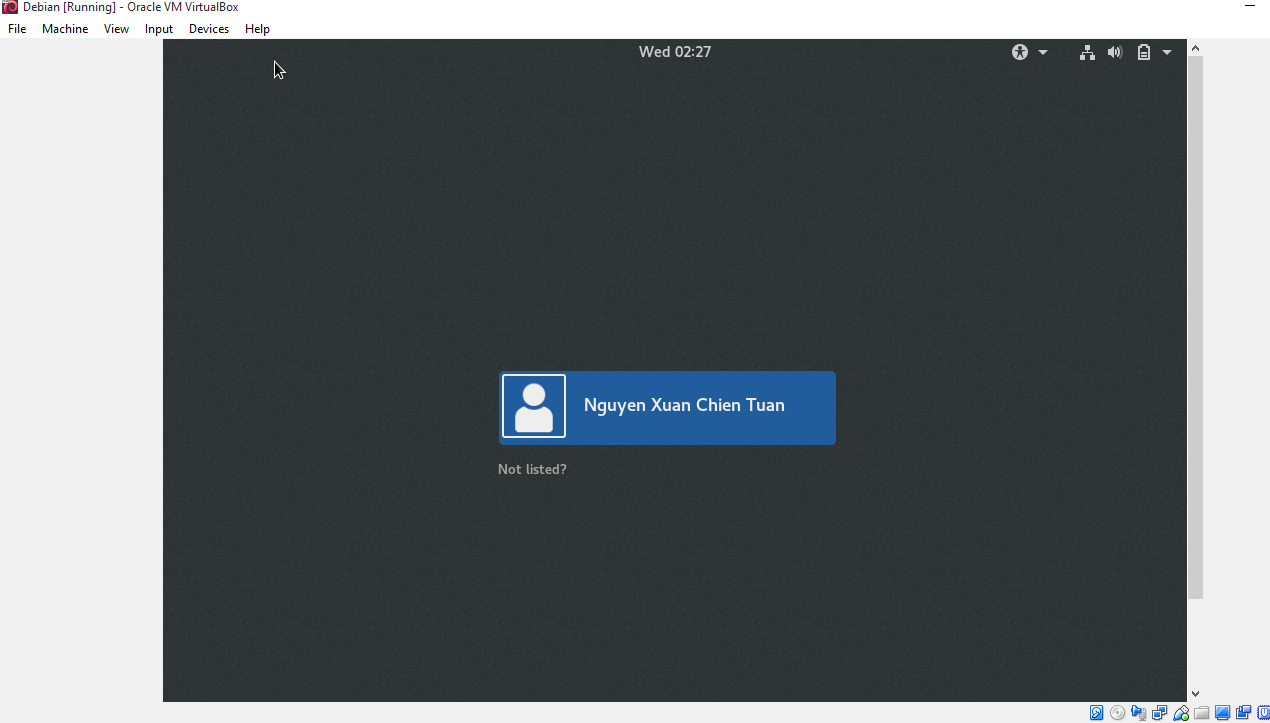 Debian [Running] - Oracle VM VirtualBox
File Machine View Input Devices Help
Wed 02:27
Nguyen Xuan Chien Tuan
Not listed?